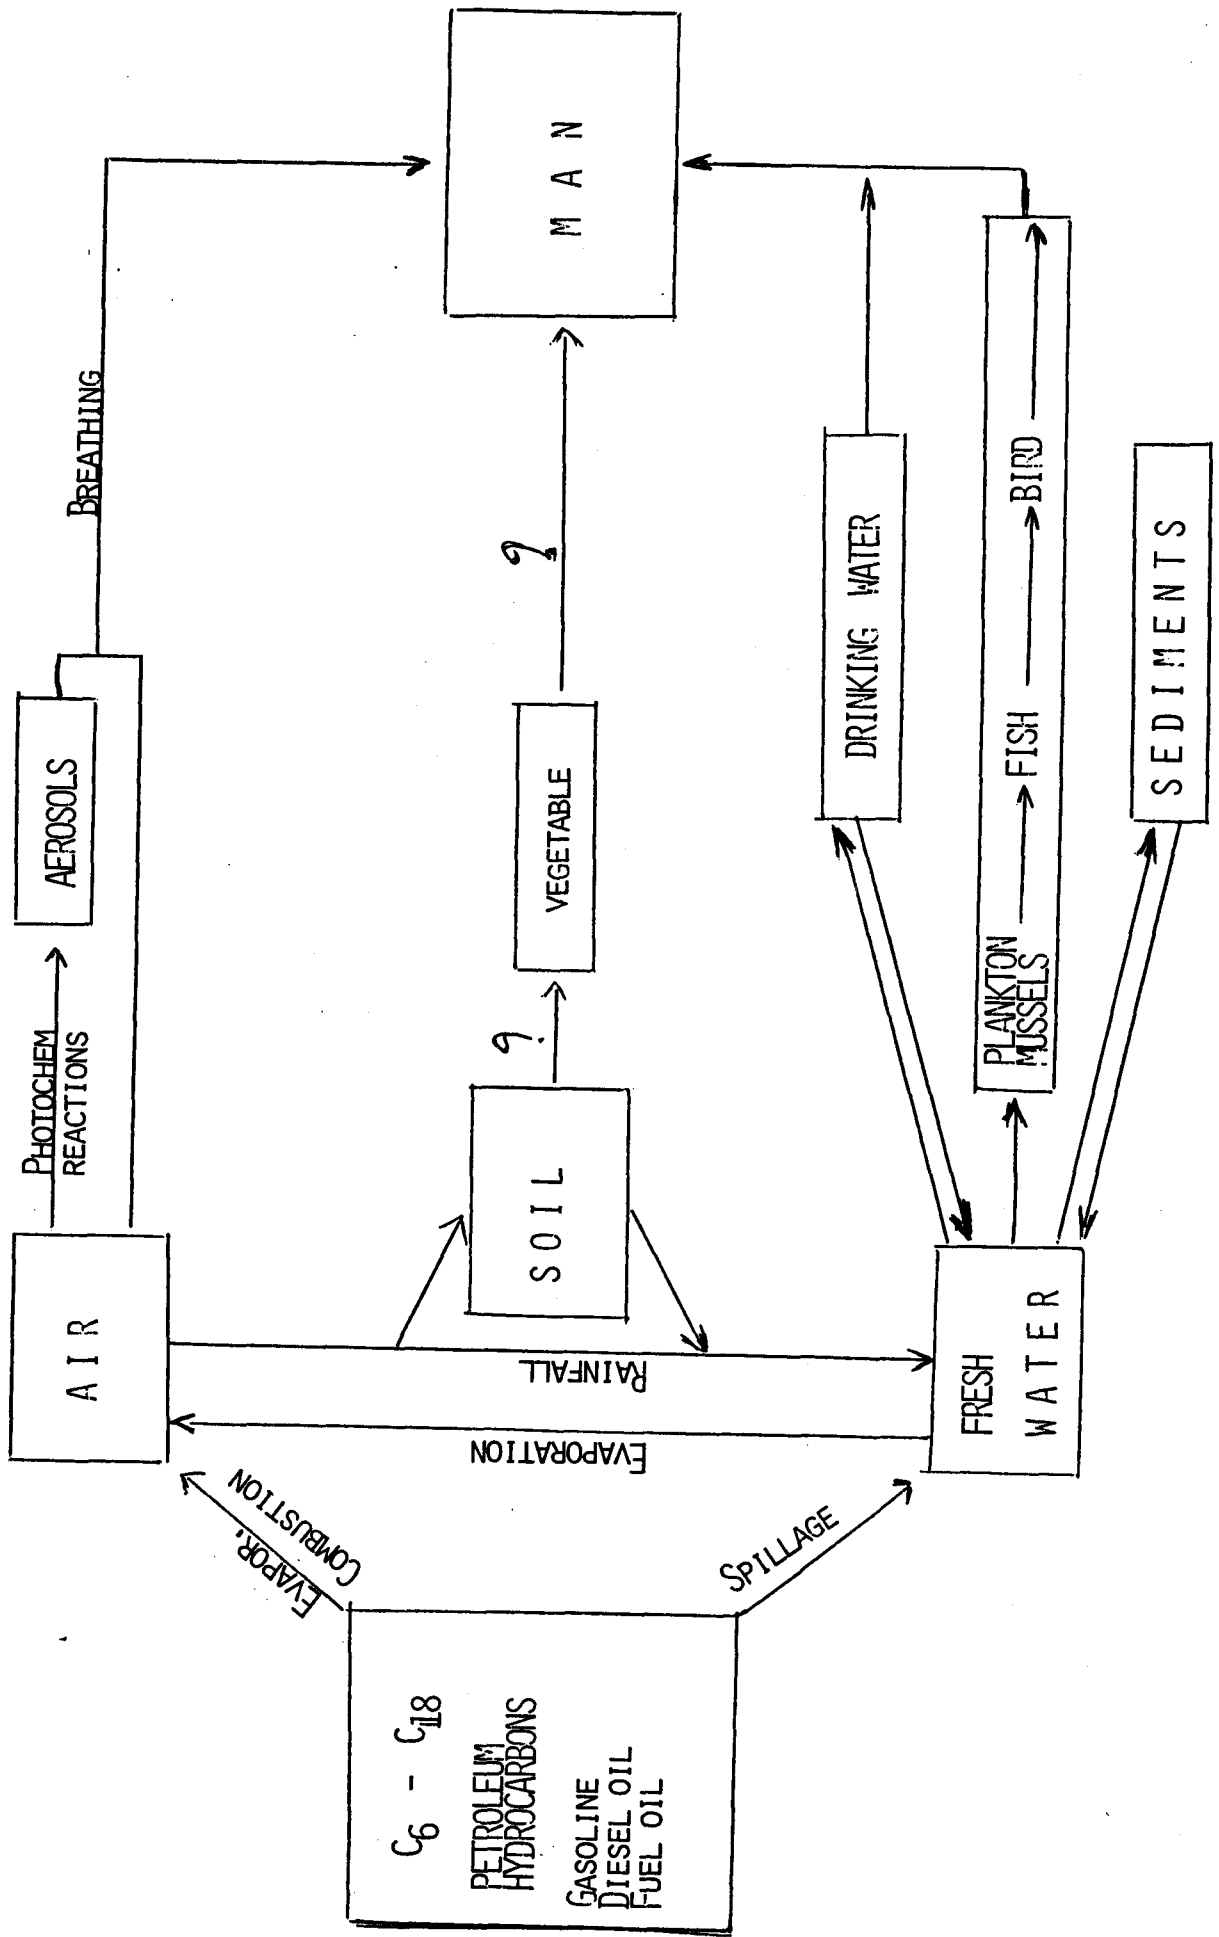 C6 - C18
PETROLEUM
HYDROCARBONS
GASOLINE
DIESEL OIL
FUEL OIL
EVAPOR,
COMBUSTION
SPILLAGE
AIR
EVAPORATION
RAINFALL
FRESH
WATER
PHOTOCHEM
REACTIONS
AEROSOLS
BREATHING
SOIL
?
VEGETABLE
?
MAN
DRINKING WATER
PLANKTON
MUSSELS
FISH
BIRD
SEDIMENTS